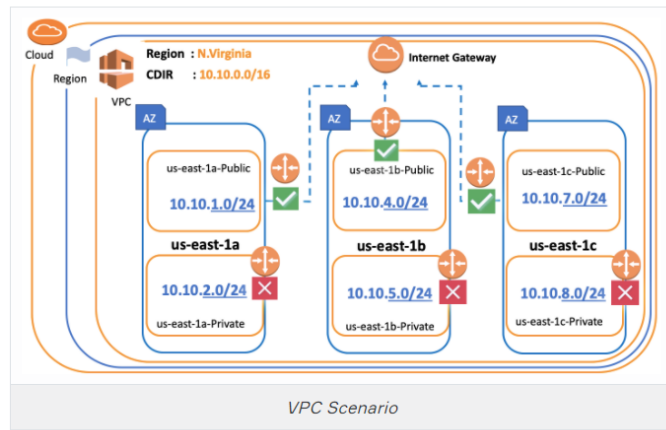 Cloud
Region
VPC
Region : N.Virginia
CDIR : 10.10.0.0/16
Internet Gateway
AZ
AZ
AZ
us-east-1a-Public
10.10.1.0/24
us-east-1a
10.10.2.0/24
us-east-1a-Private
us-east-1b-Public
10.10.4.0/24
us-east-1b
10.10.5.0/24
us-east-1b-Private
us-east-1c-Public
10.10.7.0/24
us-east-1c
10.10.8.0/24
us-east-1c-Private
VPC Scenario